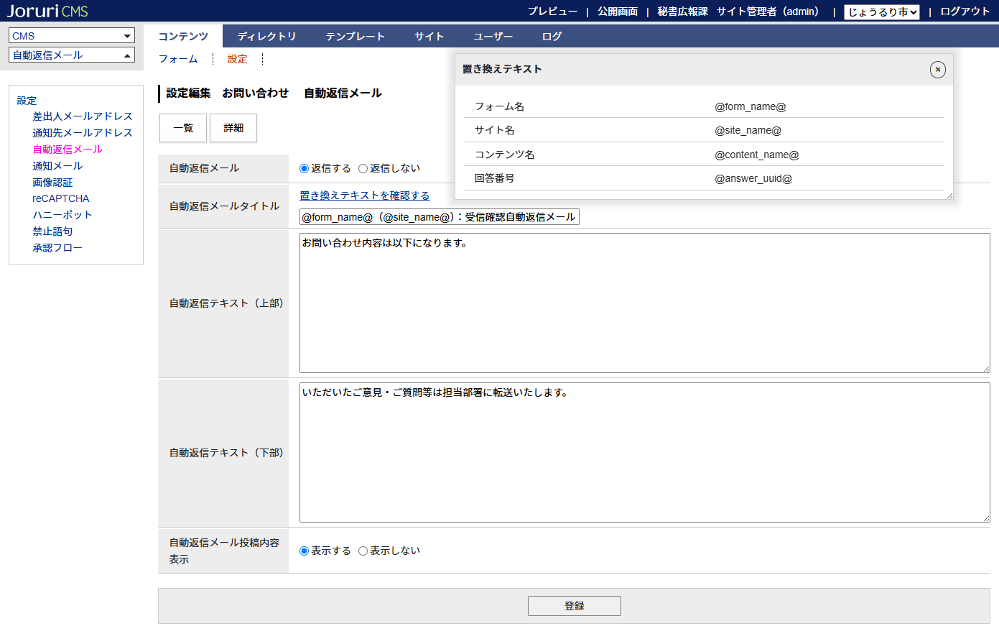 Joruri CMS
プレビュー | 公開画面 | 秘書広報課 サイト管理者（admin） | じょうるり市 | ログアウト
CMS
自動返信メール
コンテンツ ディレクトリ テンプレート サイト ユーザー ログ
フォーム 設定
設定
差出人メールアドレス
通知先メールアドレス
自動返信メール
通知メール
画像認証
reCAPTCHA
ハニーポット
禁止語句
承認フロー
設定編集 お問い合わせ 自動返信メール
一覧 詳細
置き換えテキスト
フォーム名 @form_name@
サイト名 @site_name@
コンテンツ名 @content_name@
回答番号 @answer_uuid@
自動返信メール 返信する 返信しない
自動返信メールタイトル
置き換えテキストを確認する
@form_name@（@site_name@）：受信確認自動返信メール
自動返信テキスト（上部）
お問い合わせ内容は以下になります。
自動返信テキスト（下部）
いただいたご意見・ご質問等は担当部署に転送いたします。
自動返信メール投稿内容
表示
表示する 表示しない
登録